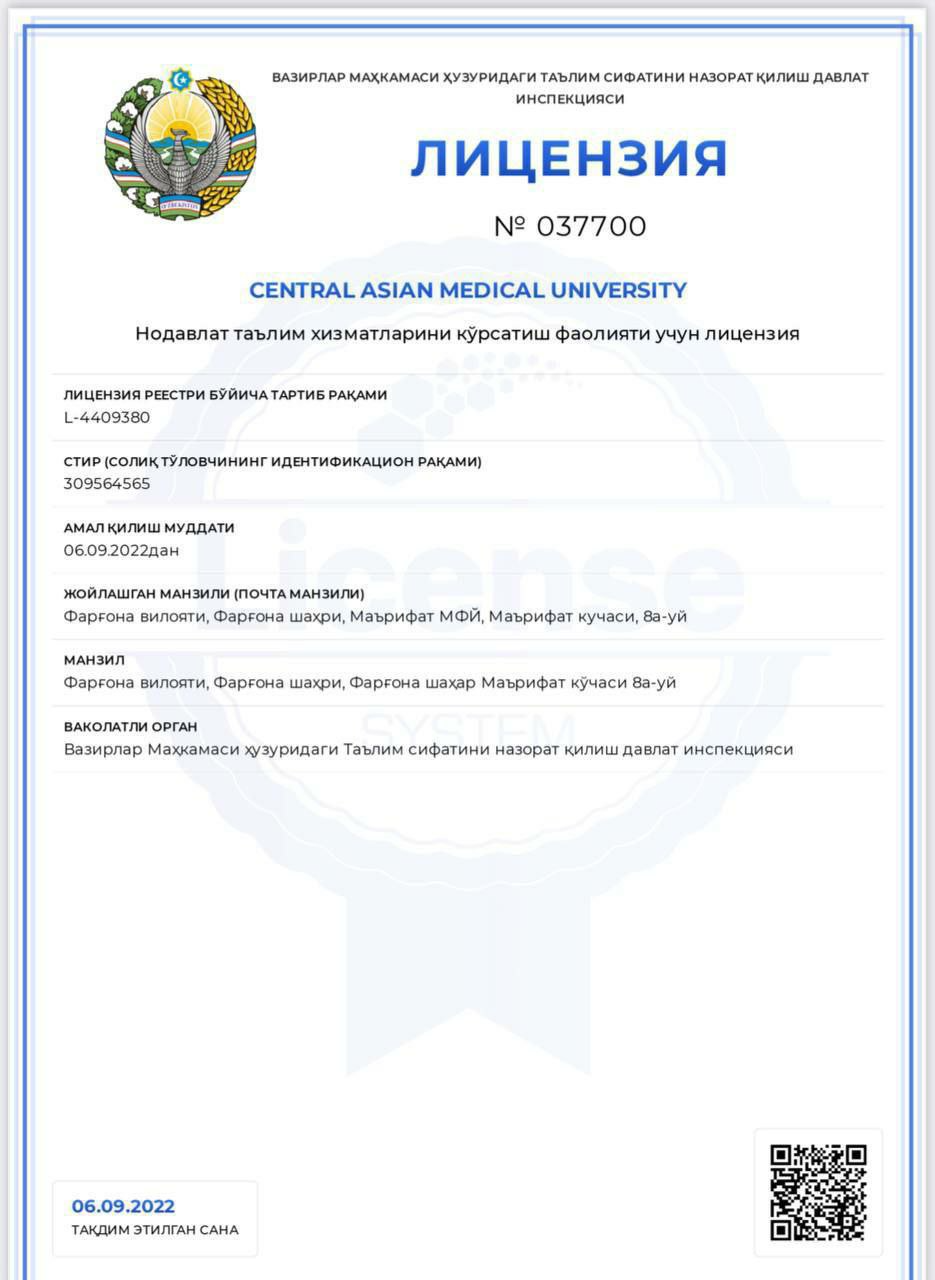 ВАЗИРЛАР МАҲКАМАСИ ҲУЗУРИДАГИ ТАЪЛИМ СИФАТИНИ НАЗОРАТ ҚИЛИШ ДАВЛАТ
ИНСПЕКЦИЯСИ
ЛИЦЕНЗИЯ
№ 037700
CENTRAL ASIAN MEDICAL UNIVERSITY
Нодавлат таълим хизматларини кўрсатиш фаолияти учун лицензия
ЛИЦЕНЗИЯ РЕЕСТРИ БЎЙИЧА ТАРТИБ РАҚАМИ
L-4409380
СТИР (СОЛИҚ ТЎЛОВЧИНИНГ ИДЕНТИФИКАЦИОН РАҚАМИ)
309564565
АМАЛ ҚИЛИШ МУДДАТИ
06.09.2022дан
License
ЖОЙЛАШГАН МАНЗИЛИ (ПОЧТА МАНЗИЛИ)
Фарғона вилояти, Фарғона шаҳри, Маърифат МФЙ, Маърифат кучаси, 8а-уй
МАНЗИЛ
Фарғона вилояти, Фарғона шаҳри, Фарғона шаҳар Маърифат кўчаси 8а-уй
SYSTEM
ВАКОЛАТЛИ ОРГАН
Вазирлар Маҳкамаси ҳузуридаги Таълим сифатини назорат қилиш давлат инспекцияси
06.09.2022
ТАҚДИМ ЭТИЛГАН САНА